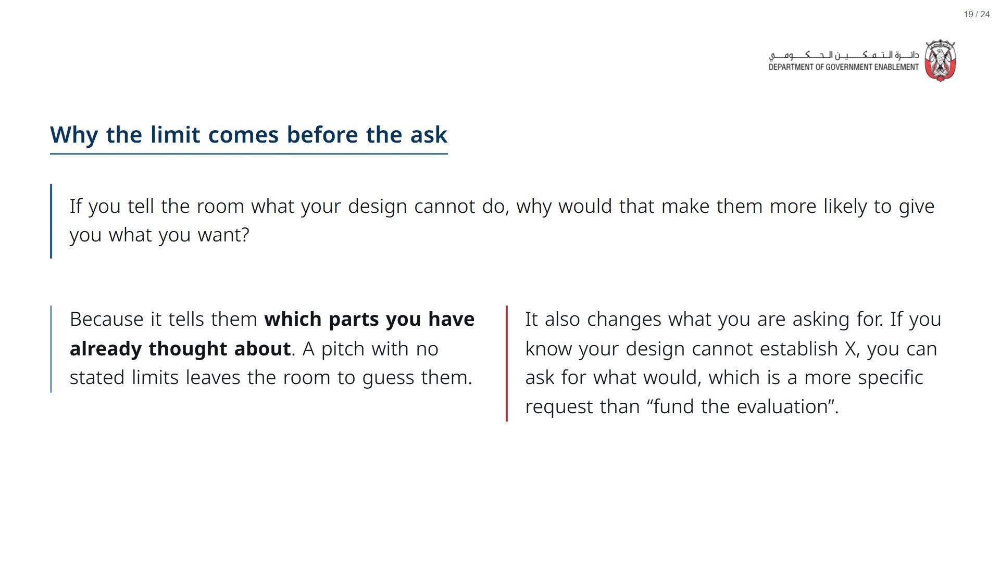 19 / 24
دائرة التمكين الحكومي
DEPARTMENT OF GOVERNMENT ENABLEMENT
Why the limit comes before the ask
If you tell the room what your design cannot do, why would that make them more likely to give
you what you want?
Because it tells them which parts you have
already thought about. A pitch with no
stated limits leaves the room to guess them.
It also changes what you are asking for. If you
know your design cannot establish X, you can
ask for what would, which is a more specific
request than “fund the evaluation”.